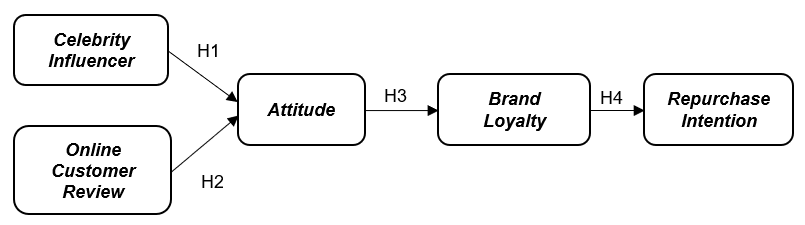 Celebrity
Influencer
H1
Online
Customer
Review
H2
Attitude
H3
Brand
Loyalty
H4
Repurchase
Intention